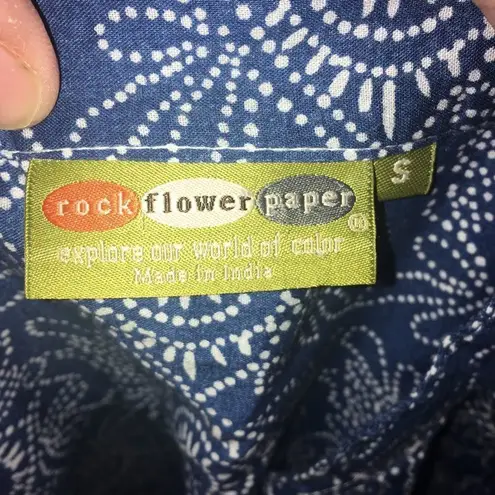 rock flower paper®
explore our world of color
Made in India
S